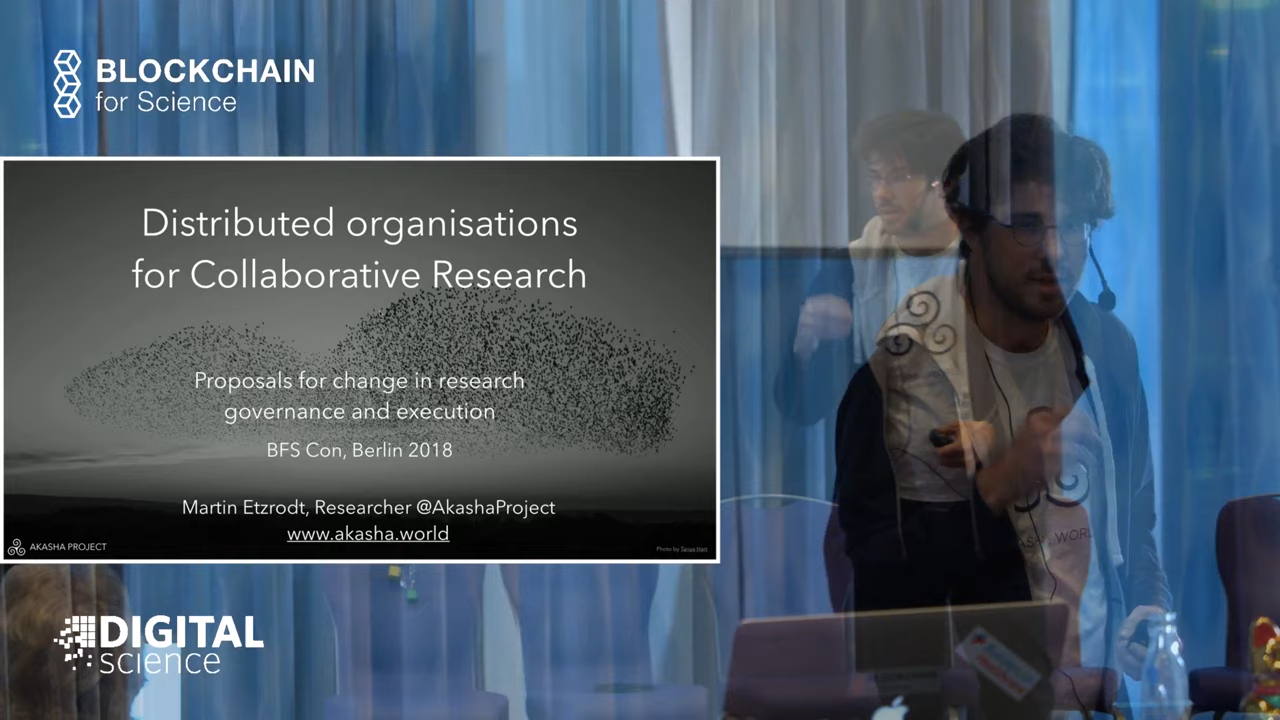 BLOCKCHAIN
for Science
Distributed organisations
for Collaborative Research
Proposals for change in research
governance and execution
BFS Con, Berlin 2018
Martin Etzrodt, Researcher @AkashaProject
www.akasha.world
AKASHA PROJECT
DIGITAL
science